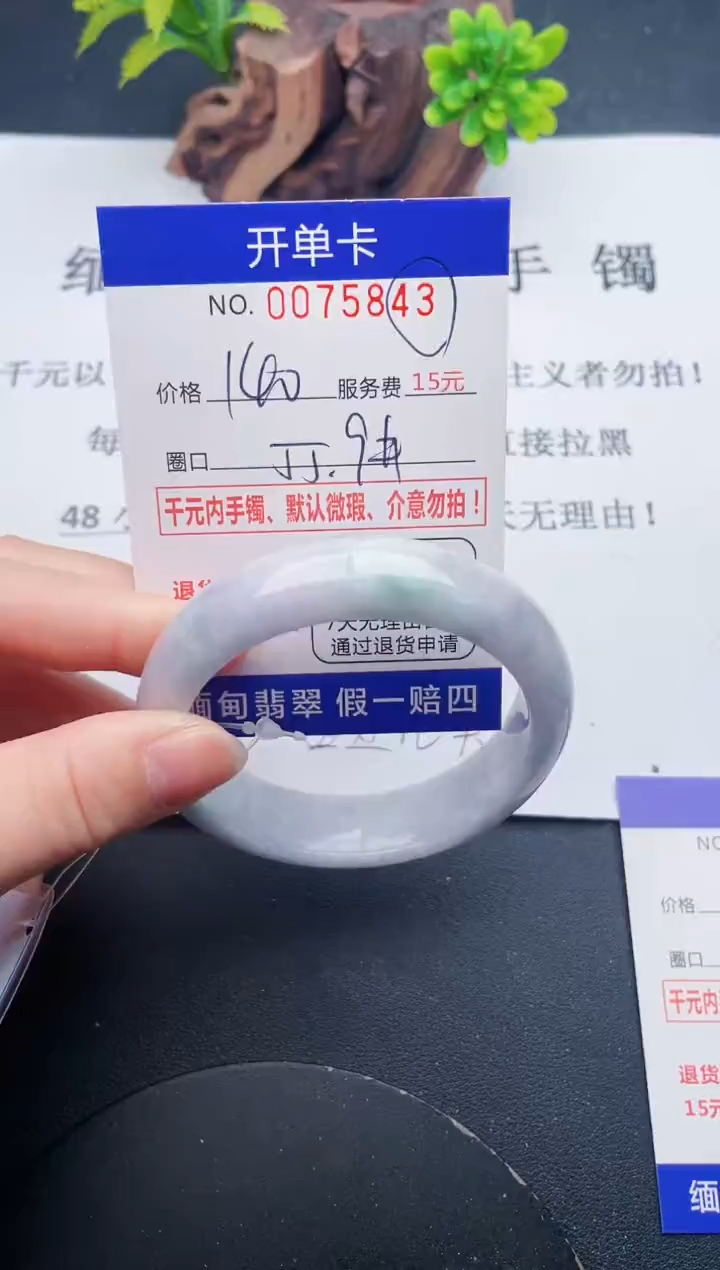 缅 手 镯
开单卡
NO. 0075843
千元以 主义者勿拍！
价格 服务费 15元
每 直接拉黑
圈口
48 天无理由！
千元内手镯、默认微瑕、介意勿拍！
退货
7天无理由
通过退货申请
缅甸翡翠 假一赔四
NO
价格
圈口
千元内
退货
15元
缅